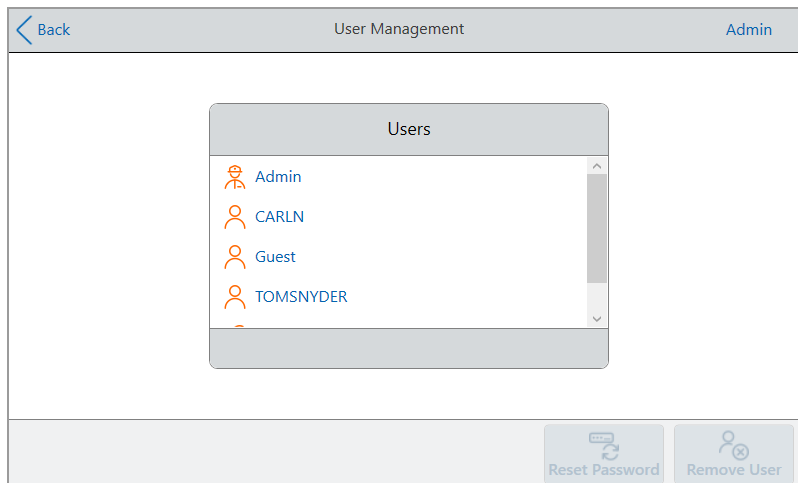 Back
User Management
Admin
Users
Admin
CARLN
Guest
TOMSNYDER
Reset Password
Remove User